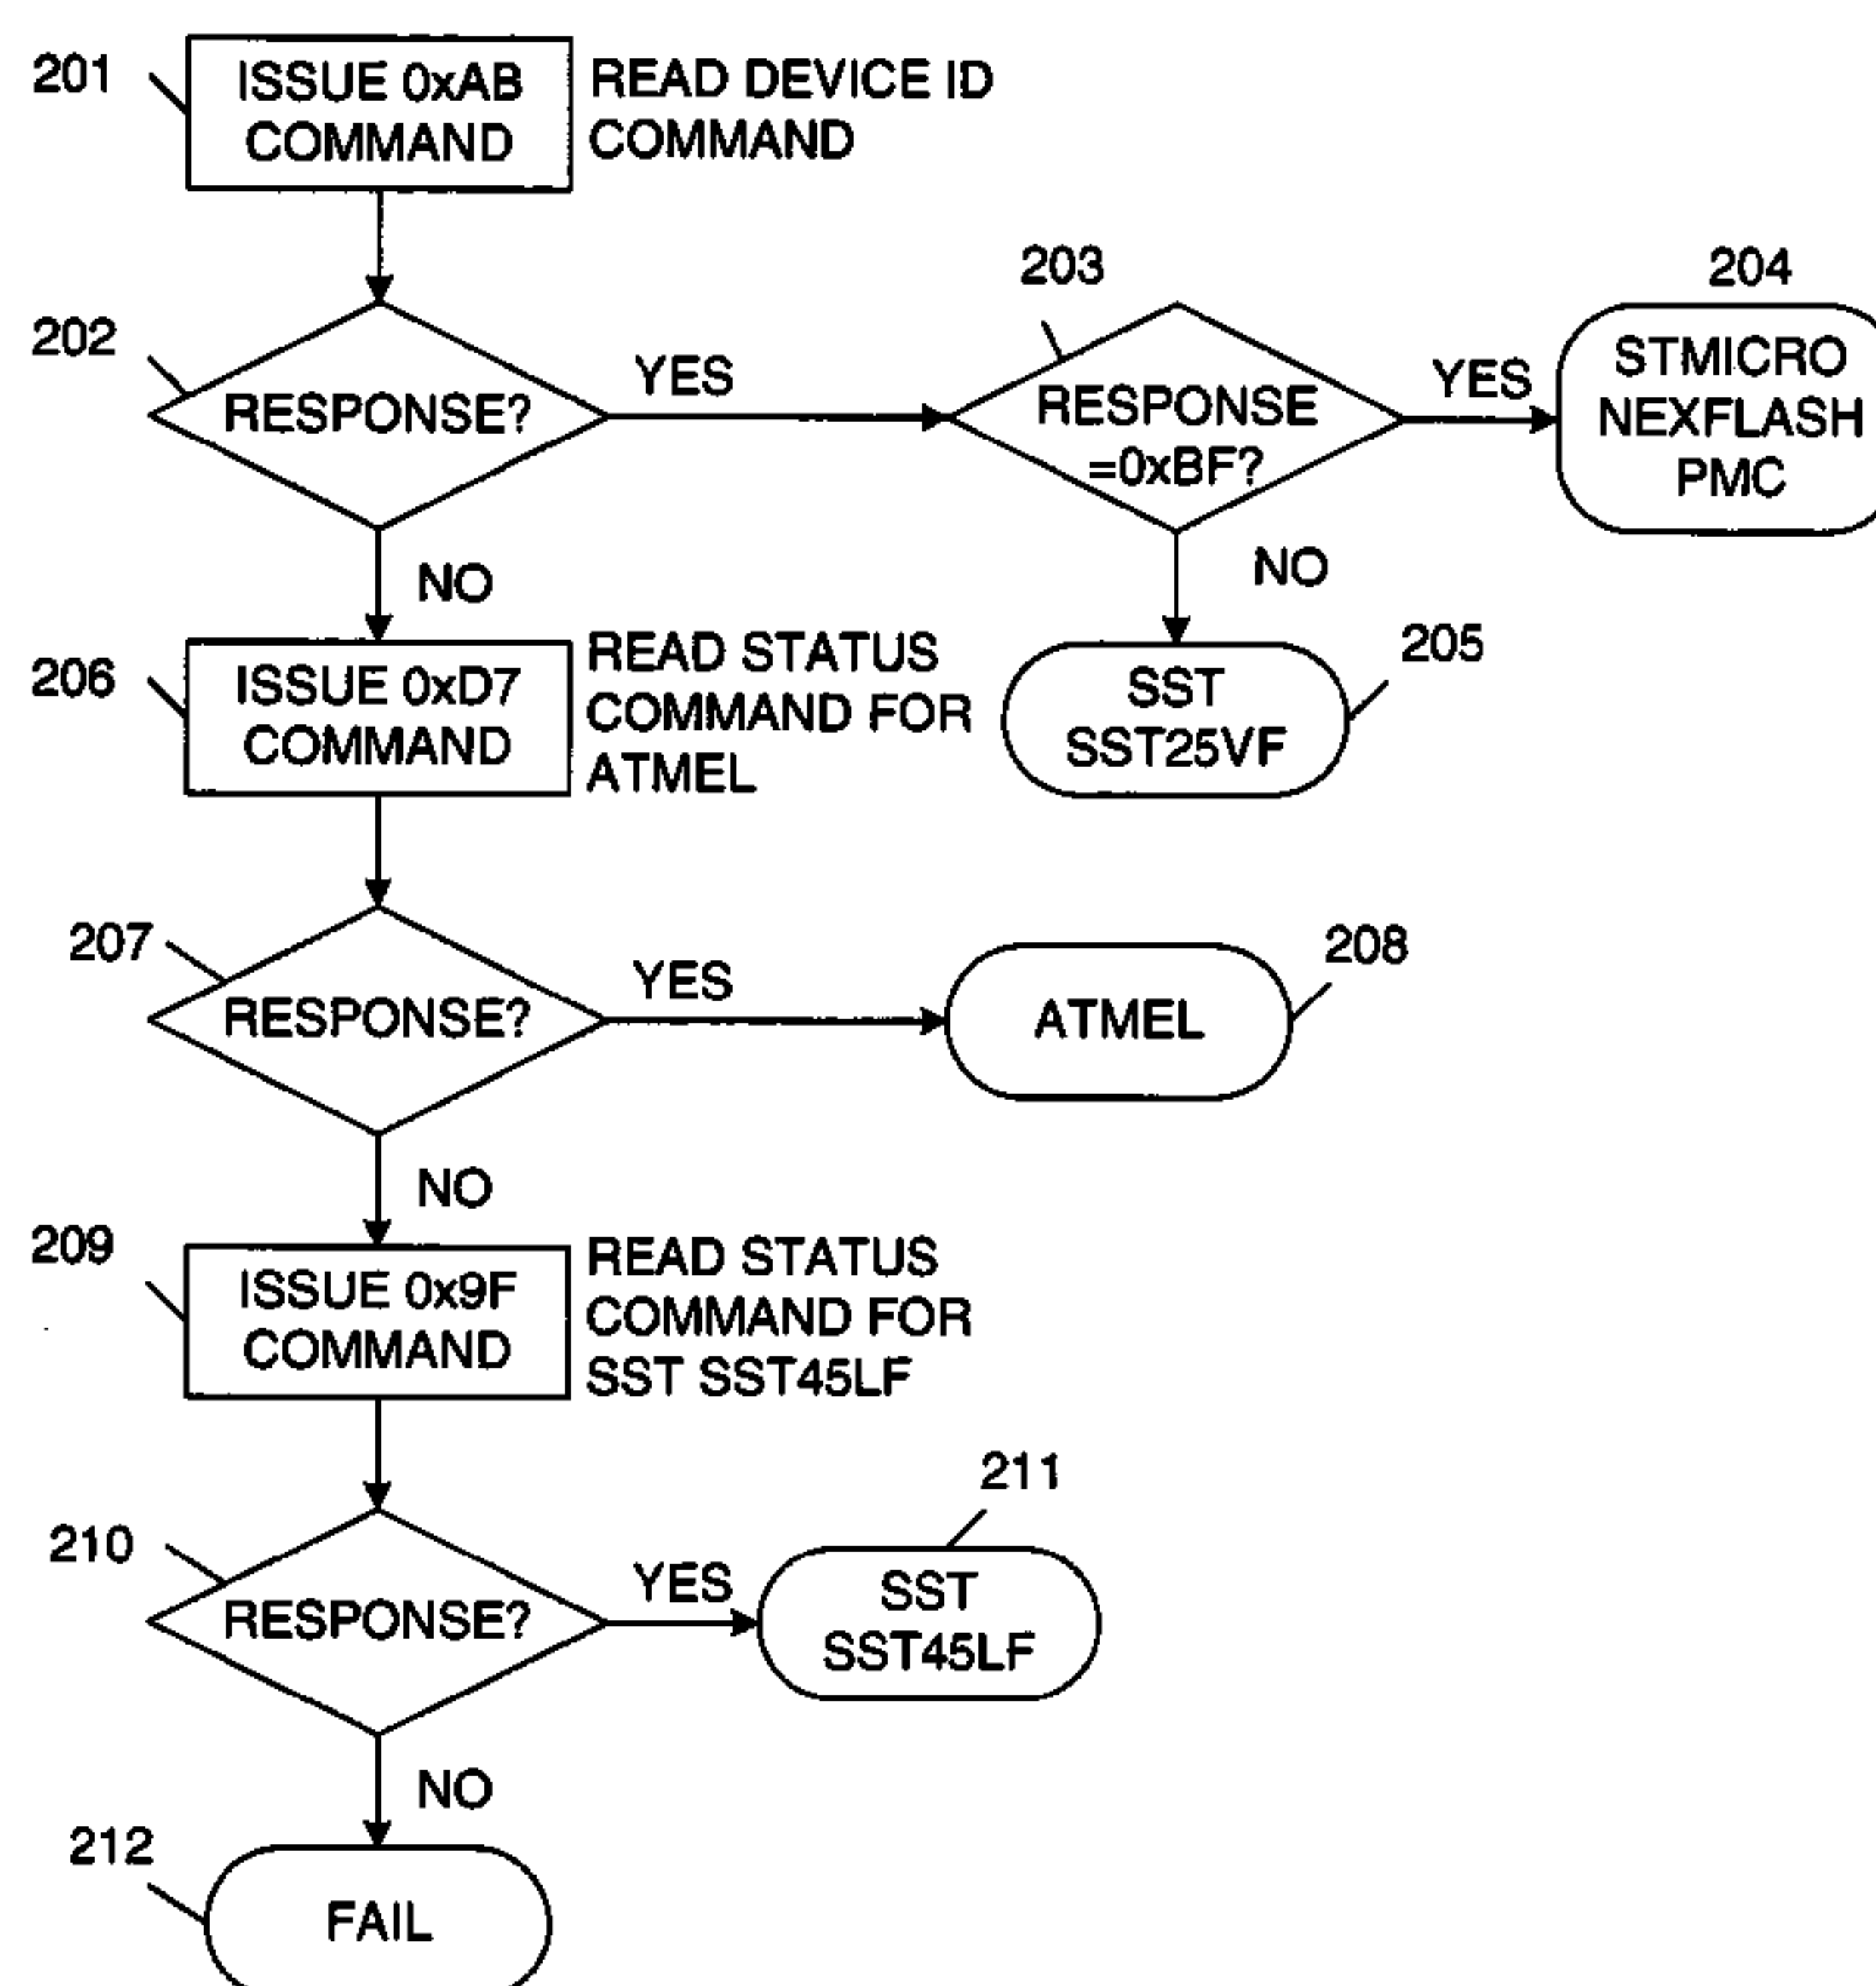 201
ISSUE 0xAB
COMMAND
READ DEVICE ID
COMMAND
202
RESPONSE?
YES
203
RESPONSE
=0xBF?
YES
204
STMICRO
NEXFLASH
PMC
NO
NO
205
SST
SST25VF
206
ISSUE 0xD7
COMMAND
READ STATUS
COMMAND FOR
ATMEL
207
RESPONSE?
YES
208
ATMEL
NO
209
ISSUE 0x9F
COMMAND
READ STATUS
COMMAND FOR
SST SST45LF
210
RESPONSE?
YES
211
SST
SST45LF
NO
212
FAIL